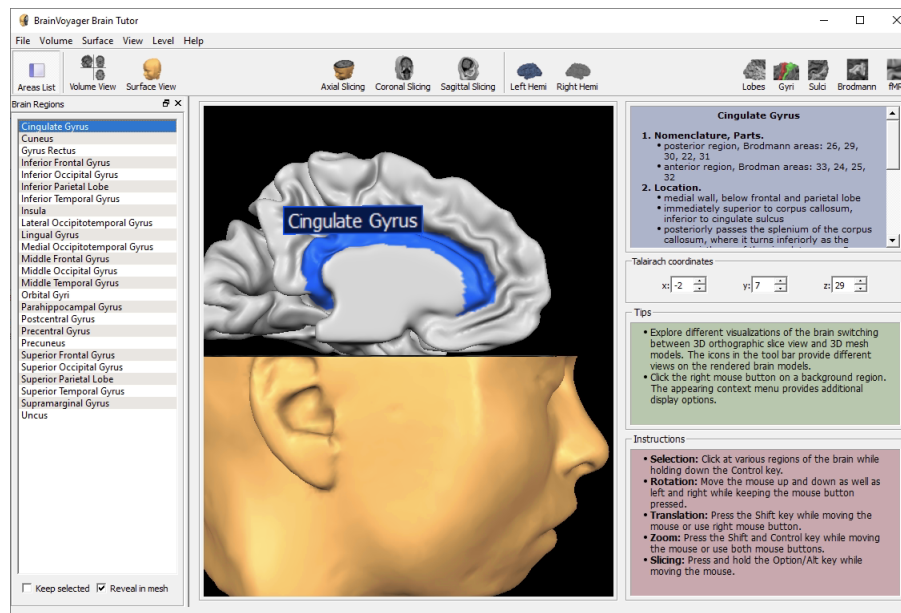 BrainVoyager Brain Tutor
File Volume Surface View Level Help
Areas List Volume View Surface View Axial Slicing Coronal Slicing Sagittal Slicing Left Hemi Right Hemi Lobes Gyri Sulci Brodmann
Brain Regions
Cingulate Gyrus
Cuneus
Gyrus Rectus
Inferior Frontal Gyrus
Inferior Occipital Gyrus
Inferior Parietal Lobe
Inferior Temporal Gyrus
Insula
Lateral Occipitotemporal Gyrus
Lingual Gyrus
Medial Occipitotemporal Gyrus
Middle Frontal Gyrus
Middle Occipital Gyrus
Middle Temporal Gyrus
Orbital Gyri
Parahippocampal Gyrus
Postcentral Gyrus
Precentral Gyrus
Precuneus
Superior Frontal Gyrus
Superior Occipital Gyrus
Superior Parietal Lobe
Superior Temporal Gyrus
Supramarginal Gyrus
Uncus
Keep selected Reveal in mesh
Cingulate Gyrus
Cingulate Gyrus
1. Nomenclature, Parts.
• posterior region, Brodmann areas: 26, 29,
30, 22, 31
• anterior region, Brodman areas: 33, 24, 25,
32
2. Location.
• medial wall, below frontal and parietal lobe
• immediately superior to corpus callosum,
inferior to cingulate sulcus
• posteriorly passes the splenium of the corpus
callosum, where it turns inferiorly as the
Talairach coordinates
x: -2 y: 7 z: 29
Tips
• Explore different visualizations of the brain switching
between 3D orthographic slice view and 3D mesh
models. The icons in the tool bar provide different
views on the rendered brain models.
• Click the right mouse button on a background region.
The appearing context menu provides additional
display options.
Instructions
• Selection: Click at various regions of the brain while
holding down the Control key.
• Rotation: Move the mouse up and down as well as
left and right while keeping the mouse button
pressed.
• Translation: Press the Shift key while moving the
mouse or use right mouse button.
• Zoom: Press the Shift and Control key while moving
the mouse or use both mouse buttons.
• Slicing: Press and hold the Option/Alt key while
moving the mouse.